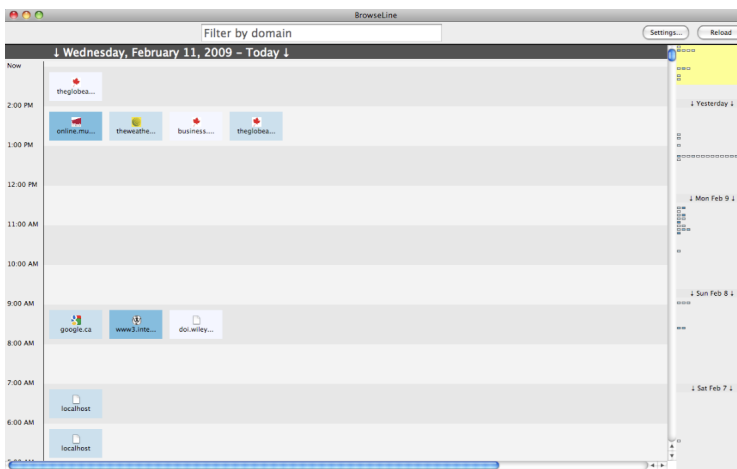 BrowseLine
Filter by domain
Settings...
Reload
↓ Wednesday, February 11, 2009 – Today ↓
Now
theglobea...
2:00 PM
↓ Yesterday ↓
online.mu...
theweathe...
business....
theglobea...
1:00 PM
12:00 PM
↓ Mon Feb 9 ↓
11:00 AM
10:00 AM
↓ Sun Feb 8 ↓
9:00 AM
google.ca
www3.inte...
doi.wiley...
8:00 AM
7:00 AM
↓ Sat Feb 7 ↓
localhost
6:00 AM
localhost